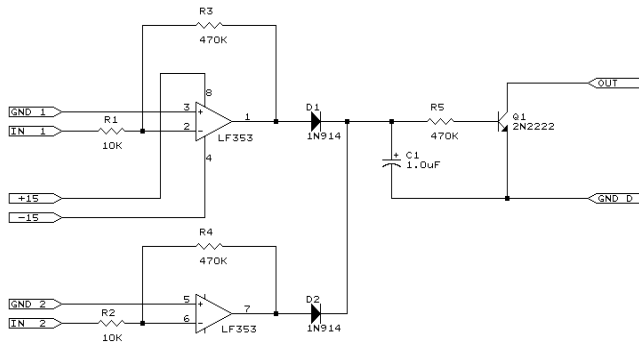 R3
470K
8
GND 1
3
+
D1
R5
OUT
R1
1
Q1
IN 1
2
-
LF353
1N914
2N2222
10K
470K
4
+
C1
1.0uF
+15
GND D
-15
R4
470K
GND 2
5
+
D2
R2
7
IN 2
6
-
LF353
1N914
10K